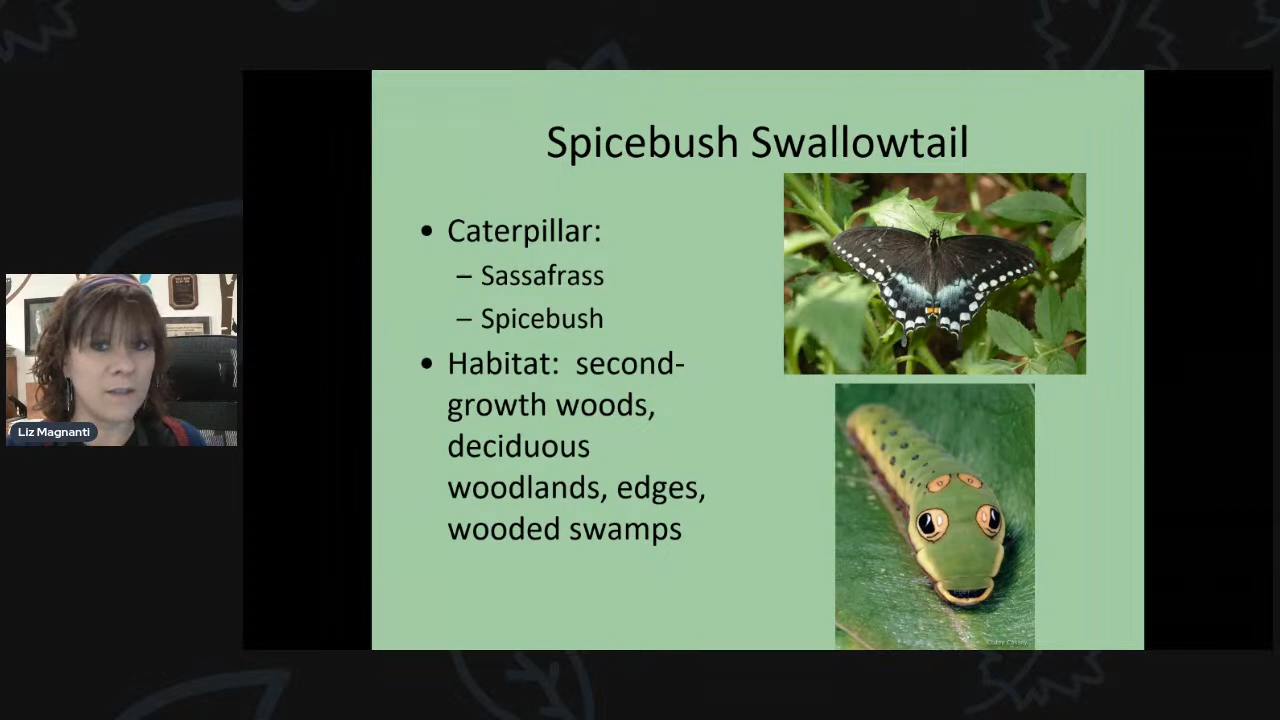 Spicebush Swallowtail
• Caterpillar:
– Sassafrass
– Spicebush
• Habitat:  second-
growth woods,
deciduous
woodlands, edges,
wooded swamps
Liz Magnanti